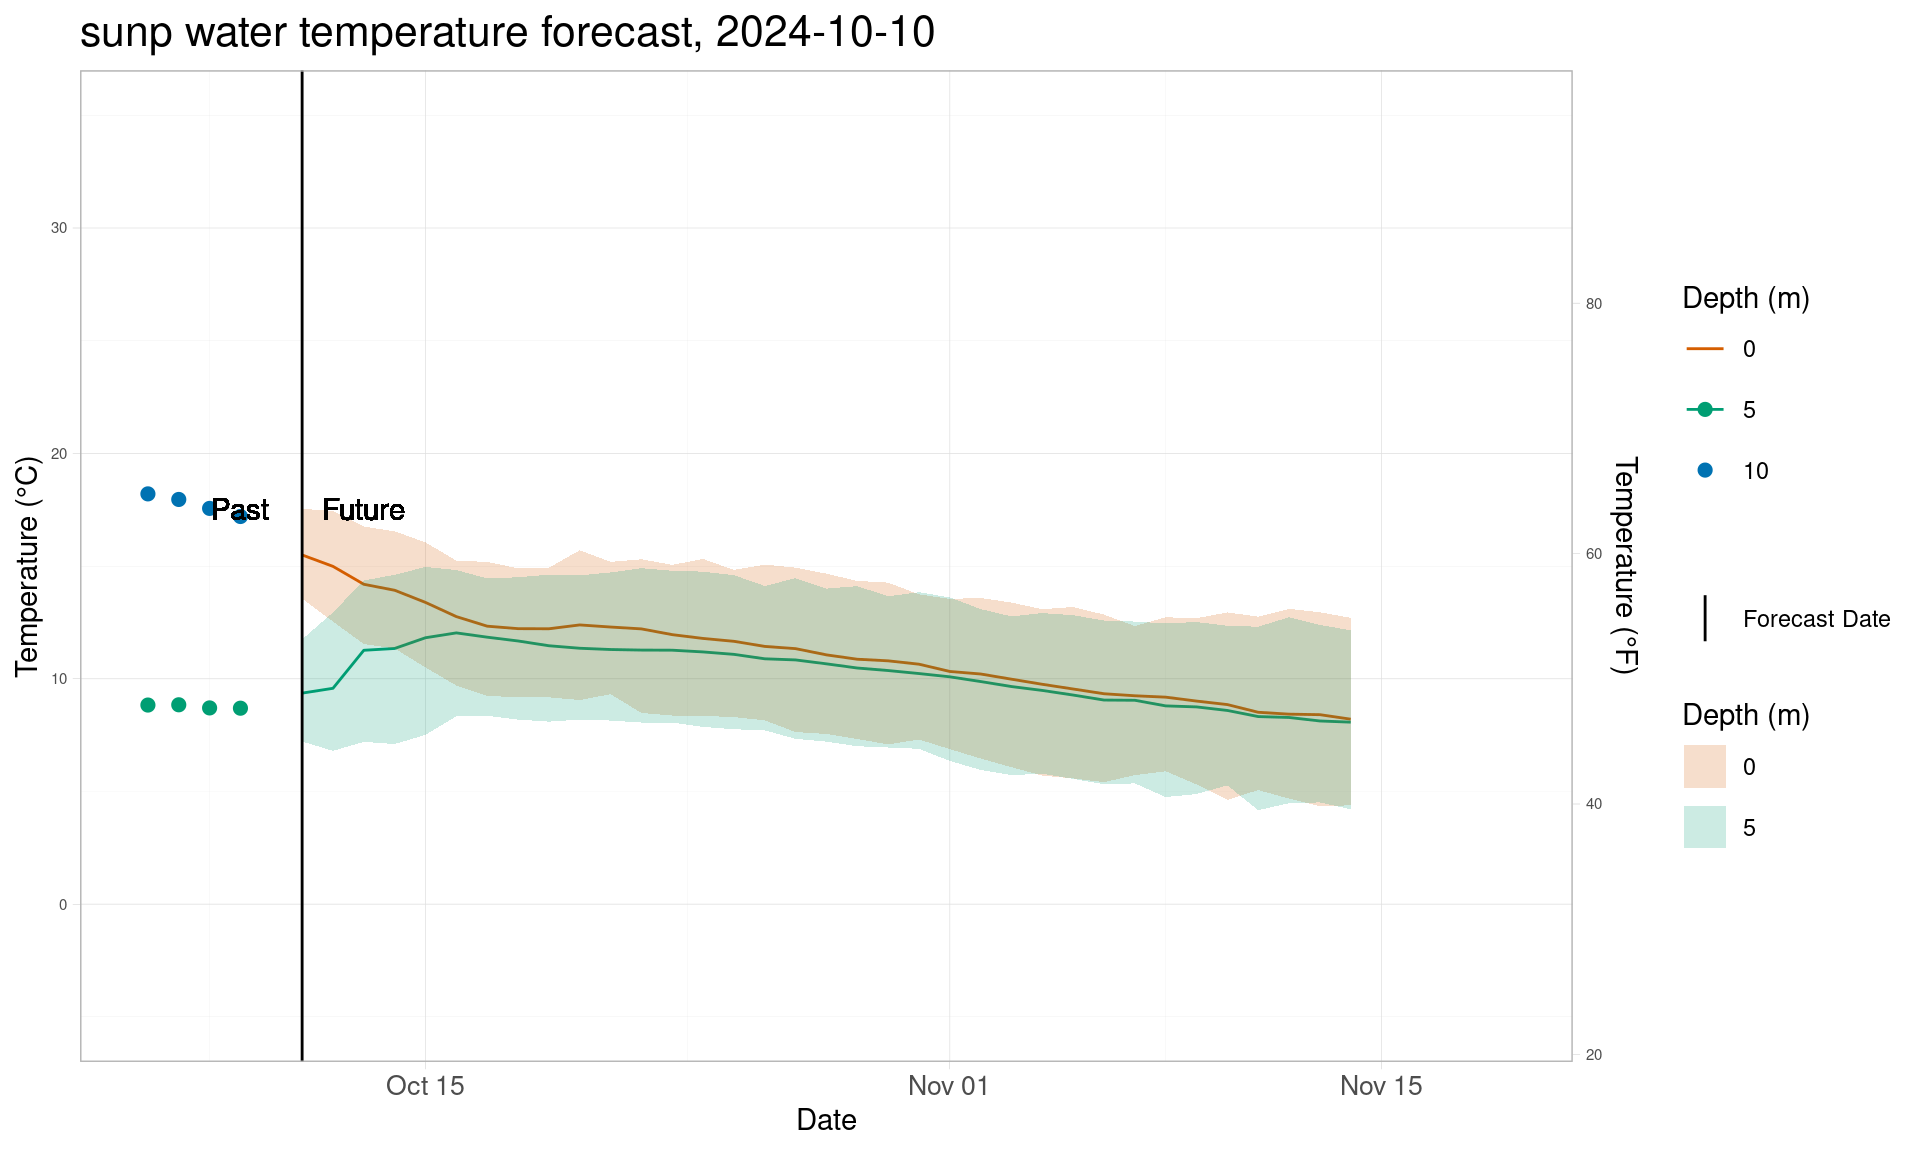 sunp water temperature forecast, 2024-10-10
Temperature (°C)
30
20
10
0
Past
Future
80
60
40
20
Temperature (°F)
Oct 15
Nov 01
Nov 15
Date
Depth (m)
0
5
10
Forecast Date
Depth (m)
0
5